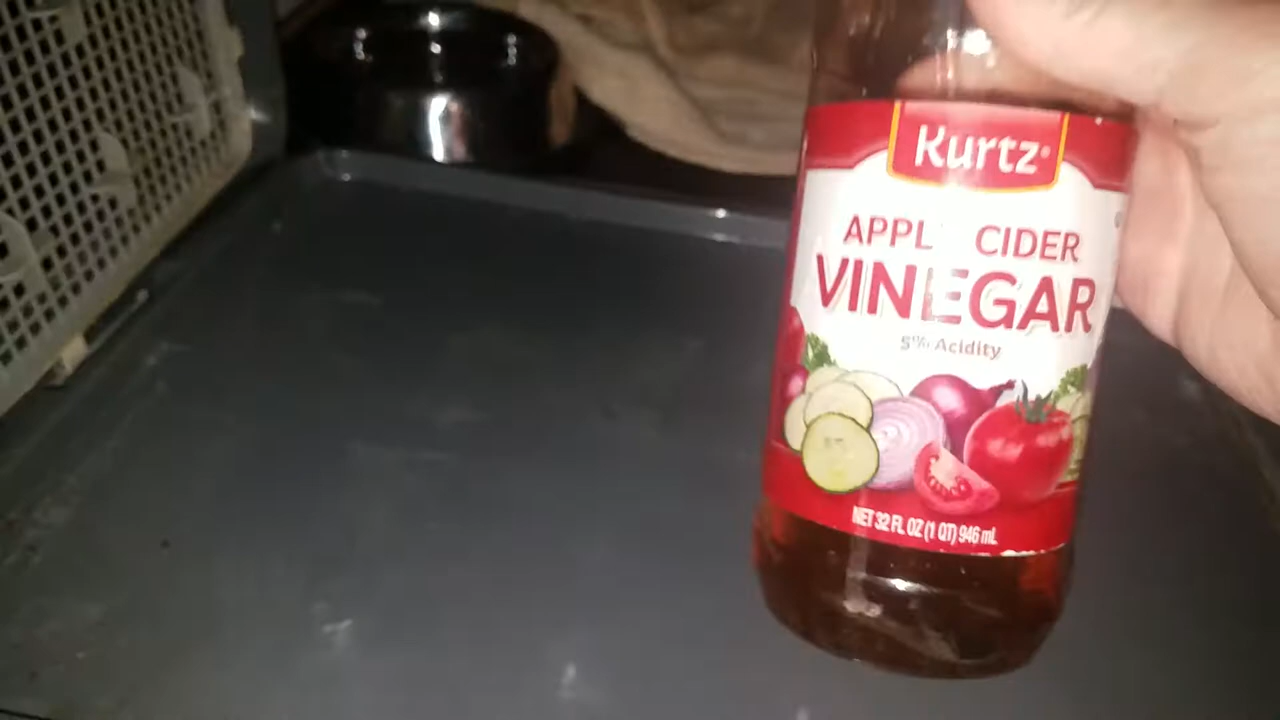 Kurtz
APPL CIDER
VINEGAR
5% Acidity
NET 32 FL OZ (1 QT) 946 mL